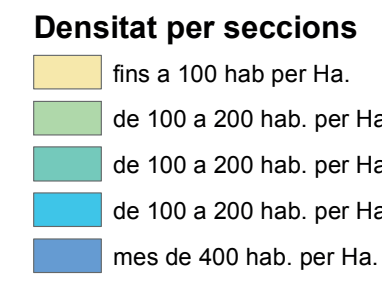 Densitat per seccions
fins a 100 hab per Ha.
de 100 a 200 hab. per Ha
de 100 a 200 hab. per Ha
de 100 a 200 hab. per Ha
mes de 400 hab. per Ha.